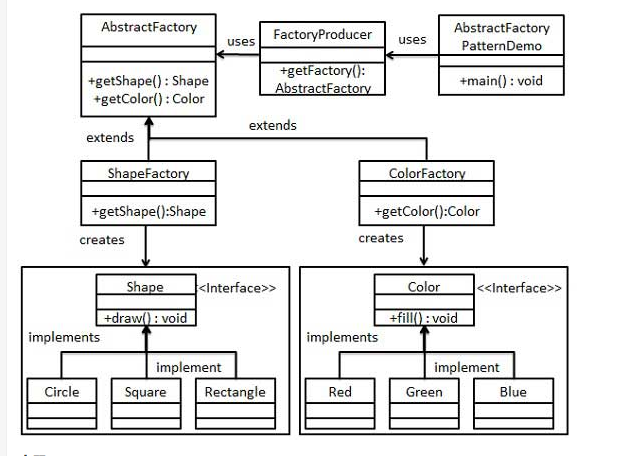 AbstractFactory
+getShape() : Shape
+getColor() : Color
uses
FactoryProducer
+getFactory():
AbstractFactory
uses
AbstractFactory
PatternDemo
+main() : void
extends
extends
ShapeFactory
+getShape():Shape
ColorFactory
+getColor():Color
creates
creates
Shape
<<Interface>>
+draw() : void
implements
implement
Circle
Square
Rectangle
Color
<<Interface>>
+fill() : void
implements
implement
Red
Green
Blue